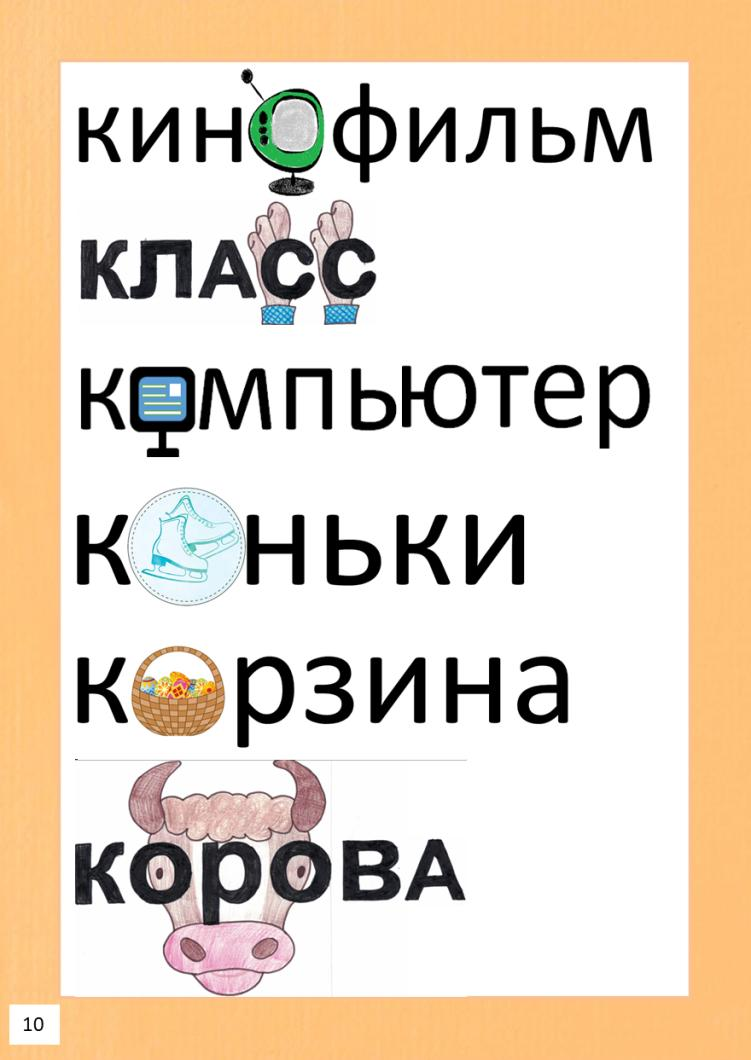 кинофильм
класс
компьютер
коньки
корзина
корова
10